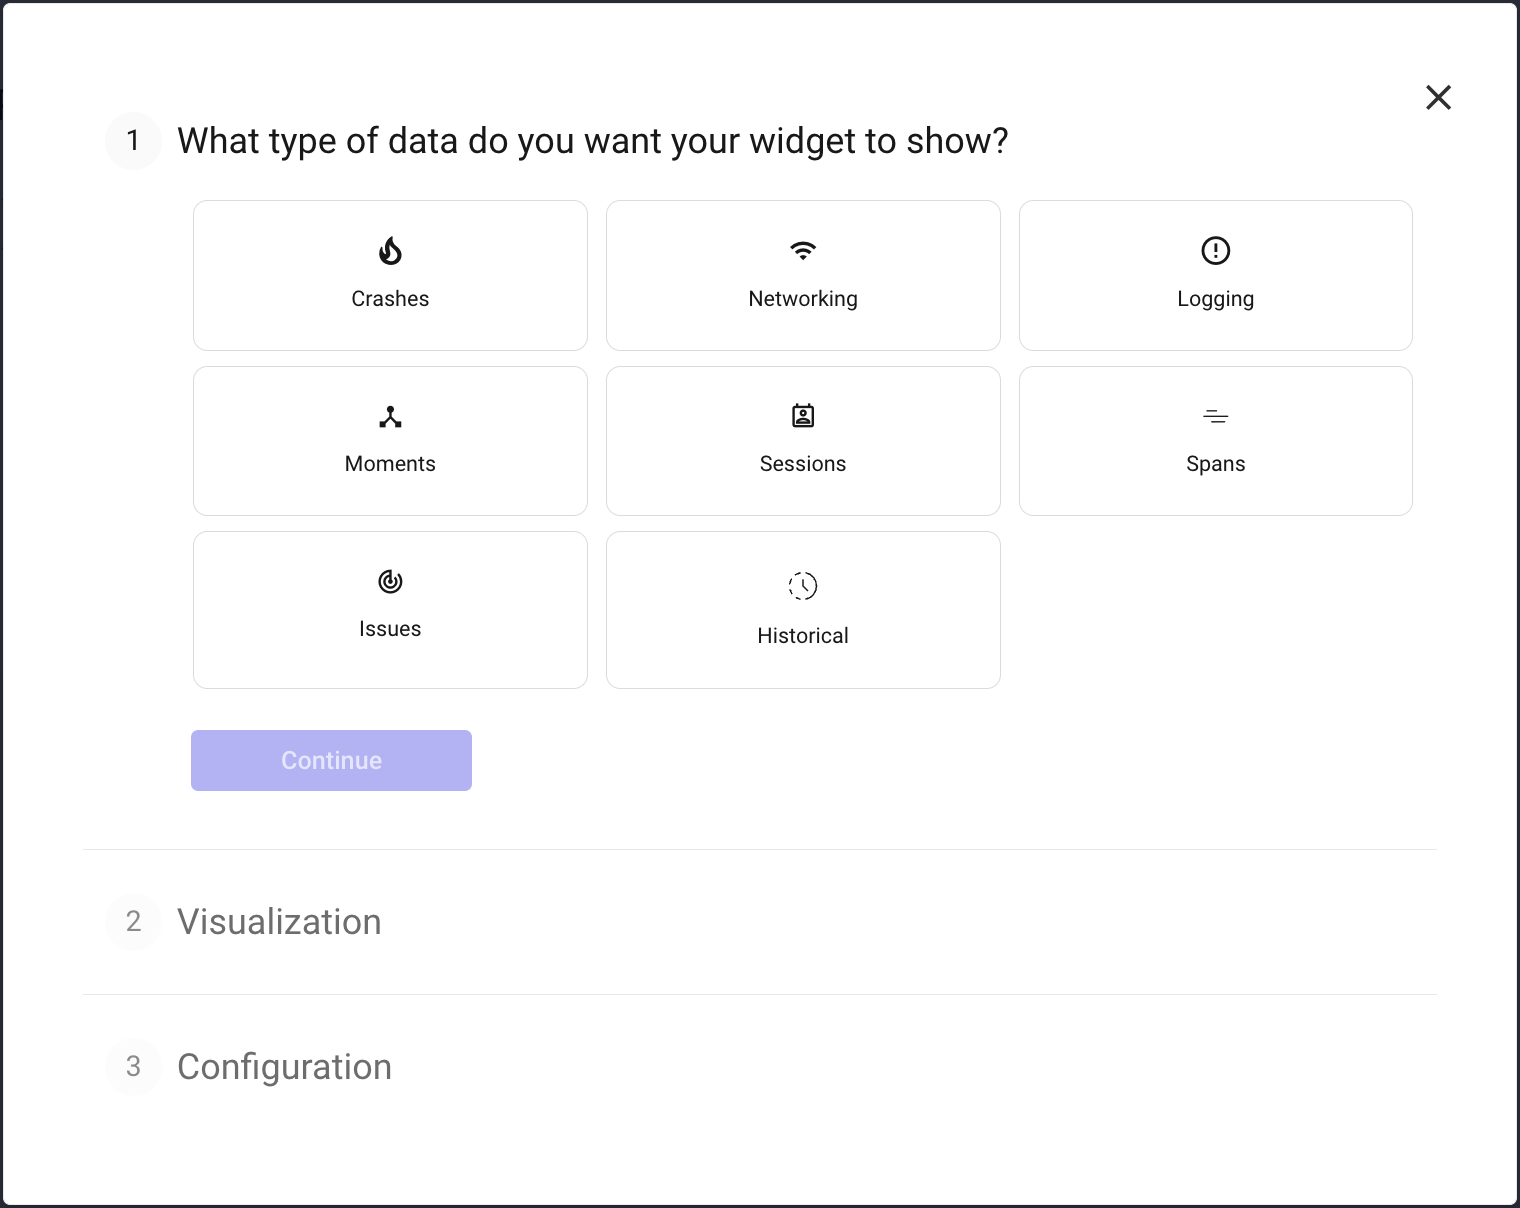 1 What type of data do you want your widget to show?
Crashes
Networking
Logging
Moments
Sessions
Spans
Issues
Historical
Continue
2 Visualization
3 Configuration